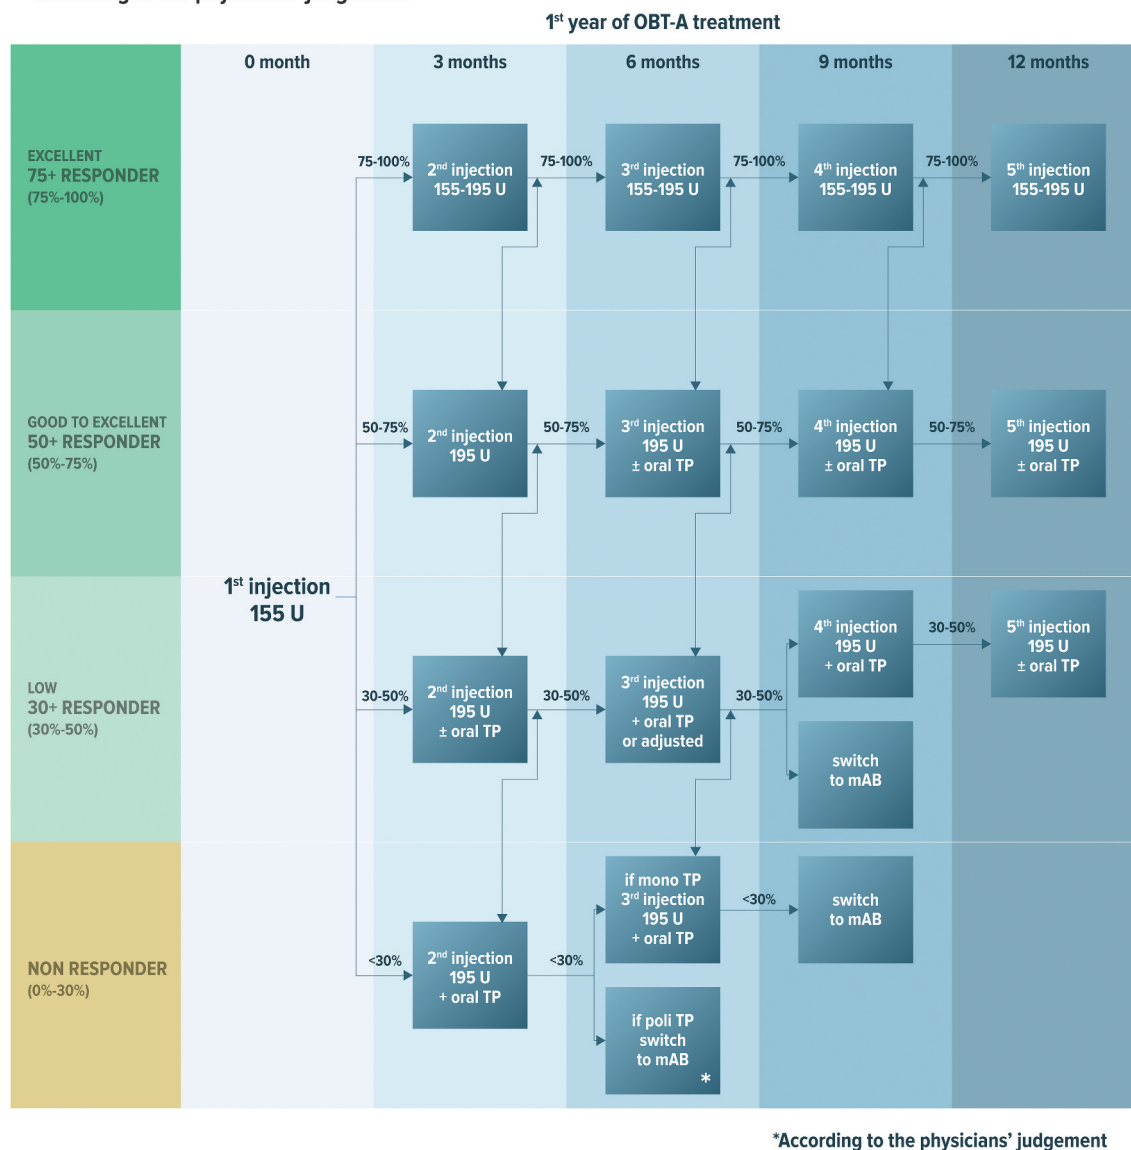 1st year of OBT-A treatment
0 month
3 months
6 months
9 months
12 months
EXCELLENT
75+ RESPONDER
(75%-100%)
75-100%
2nd injection
155-195 U
75-100%
3rd injection
155-195 U
75-100%
4th injection
155-195 U
75-100%
5th injection
155-195 U
GOOD TO EXCELLENT
50+ RESPONDER
(50%-75%)
50-75%
2nd injection
195 U
50-75%
3rd injection
195 U
± oral TP
50-75%
4th injection
195 U
± oral TP
50-75%
5th injection
195 U
± oral TP
1st injection
155 U
LOW
30+ RESPONDER
(30%-50%)
30-50%
2nd injection
195 U
± oral TP
30-50%
3rd injection
195 U
+ oral TP
or adjusted
30-50%
4th injection
195 U
+ oral TP
30-50%
5th injection
195 U
± oral TP
switch
to mAB
NON RESPONDER
(0%-30%)
<30%
2nd injection
195 U
+ oral TP
<30%
if mono TP
3rd injection
195 U
+ oral TP
<30%
switch
to mAB
if poli TP
switch
to mAB
*
*According to the physicians’ judgement